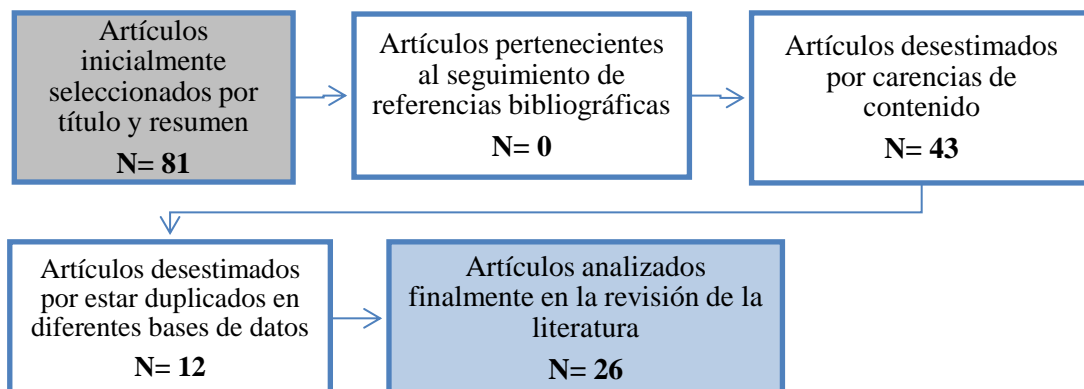 Artículos
inicialmente
seleccionados por
título y resumen
N= 81
Artículos pertenecientes
al seguimiento de
referencias bibliográficas
N= 0
Artículos desestimados
por carencias de
contenido
N= 43
Artículos desestimados
por estar duplicados en
diferentes bases de datos
N= 12
Artículos analizados
finalmente en la revisión de la
literatura
N= 26